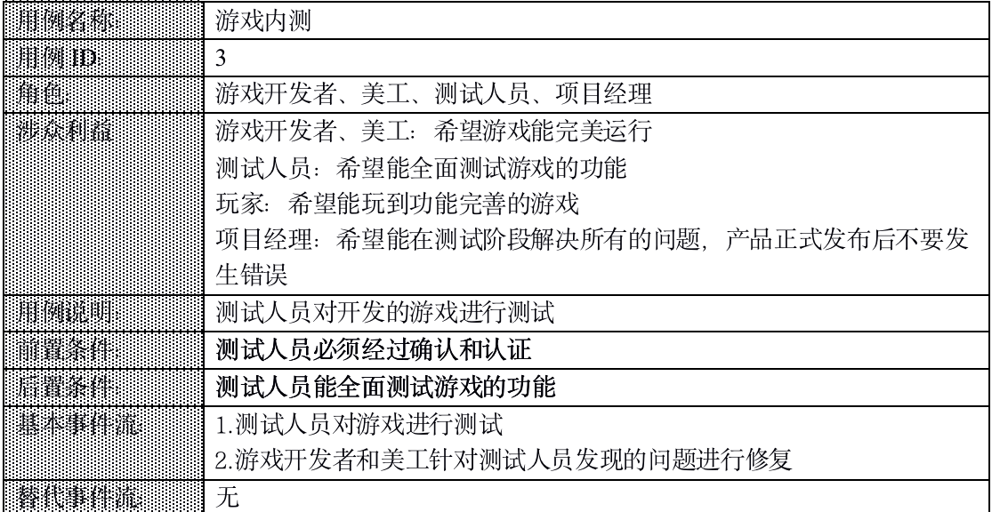 用例名称: 游戏内测
用例 ID: 3
角色: 游戏开发者、美工、测试人员、项目经理
涉众利益 游戏开发者、美工：希望游戏能完美运行
测试人员：希望能全面测试游戏的功能
玩家：希望能玩到功能完善的游戏
项目经理：希望能在测试阶段解决所有的问题，产品正式发布后不要发
生错误
用例说明: 测试人员对开发的游戏进行测试
前置条件: 测试人员必须经过确认和认证
后置条件: 测试人员能全面测试游戏的功能
基本事件流: 1.测试人员对游戏进行测试
2.游戏开发者和美工针对测试人员发现的问题进行修复
替代事件流: 无